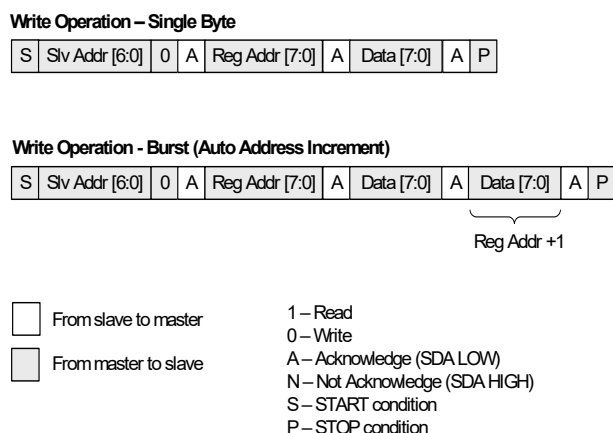 Write Operation – Single Byte
S Slv Addr [6:0] 0 A Reg Addr [7:0] A Data [7:0] A P
Write Operation - Burst (Auto Address Increment)
S Slv Addr [6:0] 0 A Reg Addr [7:0] A Data [7:0] A Data [7:0] A P
Reg Addr +1
From slave to master
From master to slave
1 – Read
0 – Write
A – Acknowledge (SDA LOW)
N – Not Acknowledge (SDA HIGH)
S – START condition
P – STOP condition